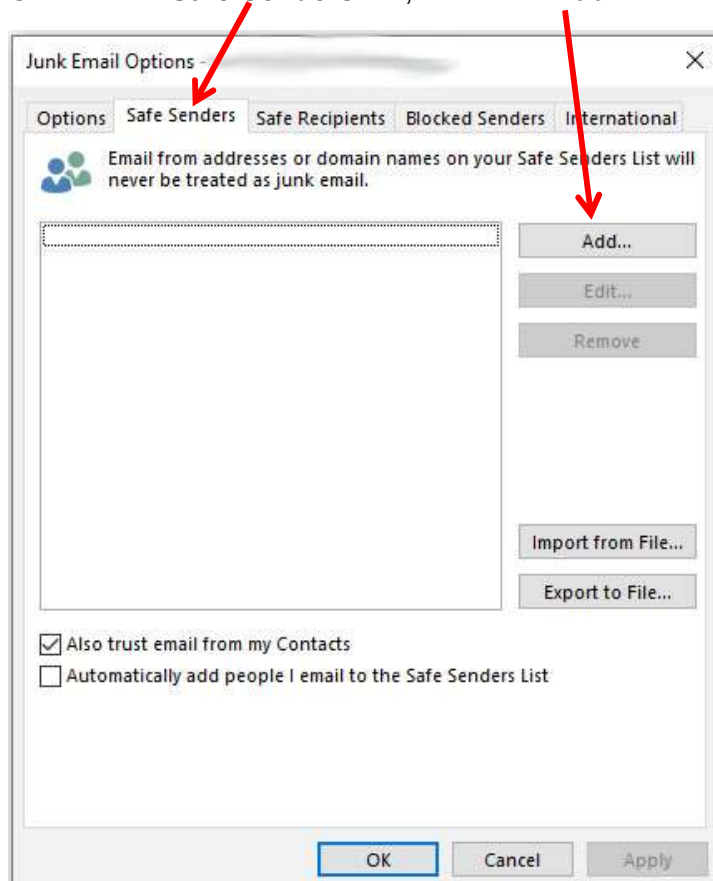 Junk Email Options -
Options Safe Senders Safe Recipients Blocked Senders International
Email from addresses or domain names on your Safe Senders List will
never be treated as junk email.
Add...
Edit...
Remove
Import from File...
Export to File...
Also trust email from my Contacts
Automatically add people I email to the Safe Senders List
OK Cancel Apply